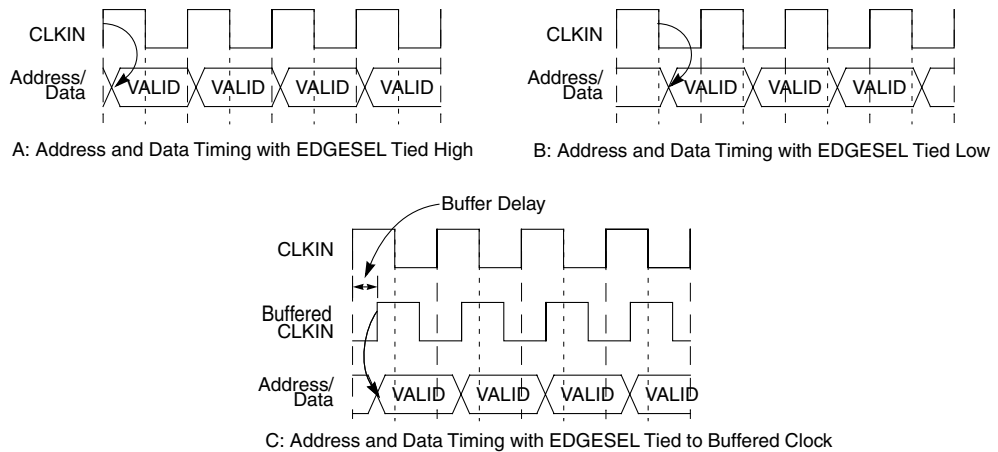 CLKIN
Address/
Data
VALID VALID VALID VALID
A: Address and Data Timing with EDGESEL Tied High
CLKIN
Address/
Data
VALID VALID VALID
B: Address and Data Timing with EDGESEL Tied Low
Buffer Delay
CLKIN
Buffered
CLKIN
Address/
Data
VALID VALID VALID VALID
C: Address and Data Timing with EDGESEL Tied to Buffered Clock